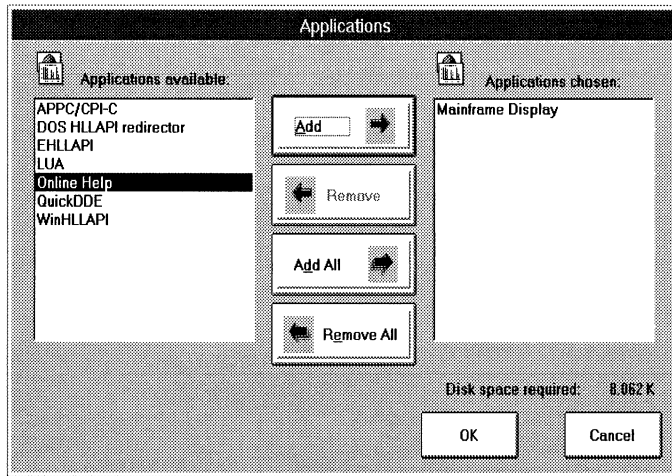 Applications
Applications available:
APPC/CPI-C
DOS HLLAPI redirector
EHLLAPI
LUA
Online Help
QuickDDE
WinHLLAPI
Add
Remove
Add All
Remove All
Applications chosen:
Mainframe Display
Disk space required: 8,062 K
OK
Cancel